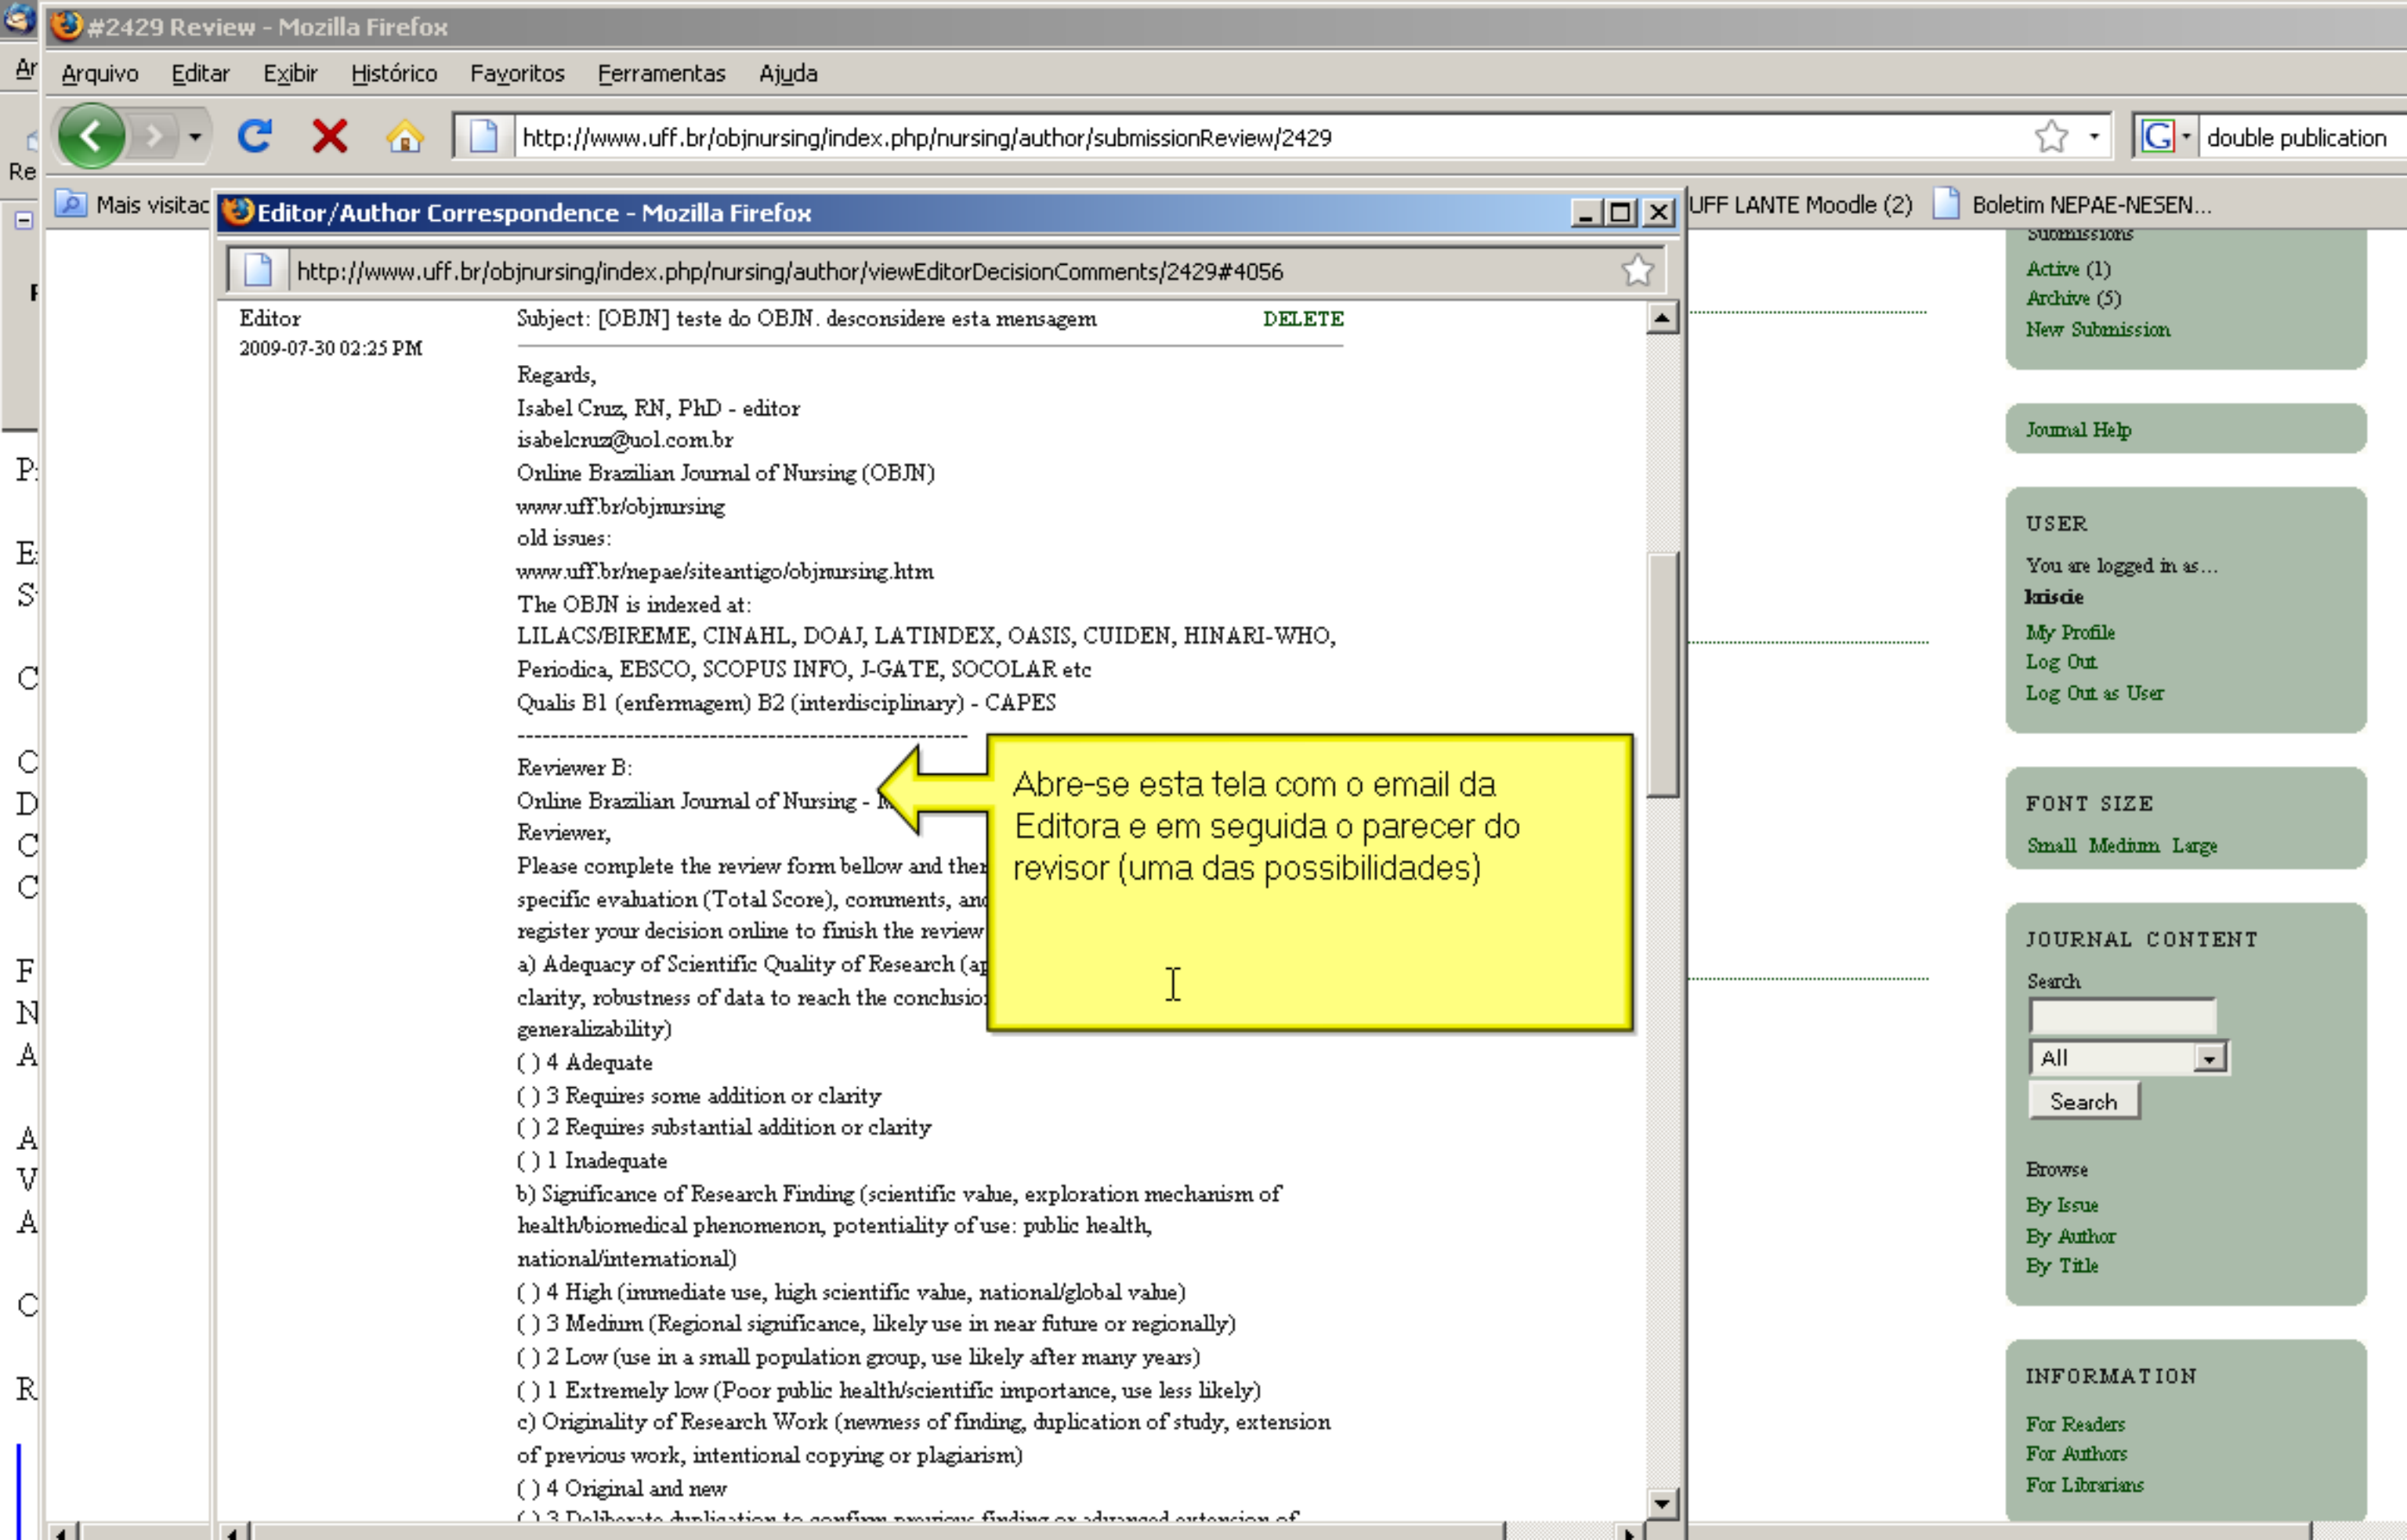 #2429 Review - Mozilla Firefox
Ar
Arquivo Editar Exibir Histórico Favoritos Ferramentas Ajuda
http://www.uff.br/objnursing/index.php/nursing/author/submissionReview/2429
double publication
Re
Mais visitac
UFF LANTE Moodle (2)
Boletim NEPAE-NESEN...
Editor/Author Correspondence - Mozilla Firefox
http://www.uff.br/objnursing/index.php/nursing/author/viewEditorDecisionComments/2429#4056
Editor
2009-07-30 02:25 PM
Subject: [OBJN] teste do OBJN. desconsidere esta mensagem
DELETE
Regards,
Isabel Cruz, RN, PhD - editor
isabelcruz@uol.com.br
Online Brazilian Journal of Nursing (OBJN)
www.uff.br/objnursing
old issues:
www.uff.br/nepae/siteantigo/objnursing.htm
The OBJN is indexed at:
LILACS/BIREME, CINAHL, DOAJ, LATINDEX, OASIS, CUIDEN, HINARI-WHO,
Periodica, EBSCO, SCOPUS INFO, J-GATE, SOCOLAR etc
Qualis B1 (enfermagem) B2 (interdisciplinary) - CAPES
------------------------------------------------------
Reviewer B:
Online Brazilian Journal of Nursing -
Reviewer,
Please complete the review form bellow and then
specific evaluation (Total Score), comments, and
register your decision online to finish the review
a) Adequacy of Scientific Quality of Research (ap
clarity, robustness of data to reach the conclusion
generalizability)
( ) 4 Adequate
( ) 3 Requires some addition or clarity
( ) 2 Requires substantial addition or clarity
( ) 1 Inadequate
b) Significance of Research Finding (scientific value, exploration mechanism of
health/biomedical phenomenon, potentiality of use: public health,
national/international)
( ) 4 High (immediate use, high scientific value, national/global value)
( ) 3 Medium (Regional significance, likely use in near future or regionally)
( ) 2 Low (use in a small population group, use likely after many years)
( ) 1 Extremely low (Poor public health/scientific importance, use less likely)
c) Originality of Research Work (newness of finding, duplication of study, extension
of previous work, intentional copying or plagiarism)
( ) 4 Original and new
( ) 3 Deliberate duplication to confirm previous finding or advanced extension of
Abre-se esta tela com o email da
Editora e em seguida o parecer do
revisor (uma das possibilidades)
Submissions
Active (1)
Archive (5)
New Submission
Journal Help
USER
You are logged in as...
kriscie
My Profile
Log Out
Log Out as User
FONT SIZE
Small Medium Large
JOURNAL CONTENT
Search
All
Search
Browse
By Issue
By Author
By Title
INFORMATION
For Readers
For Authors
For Librarians